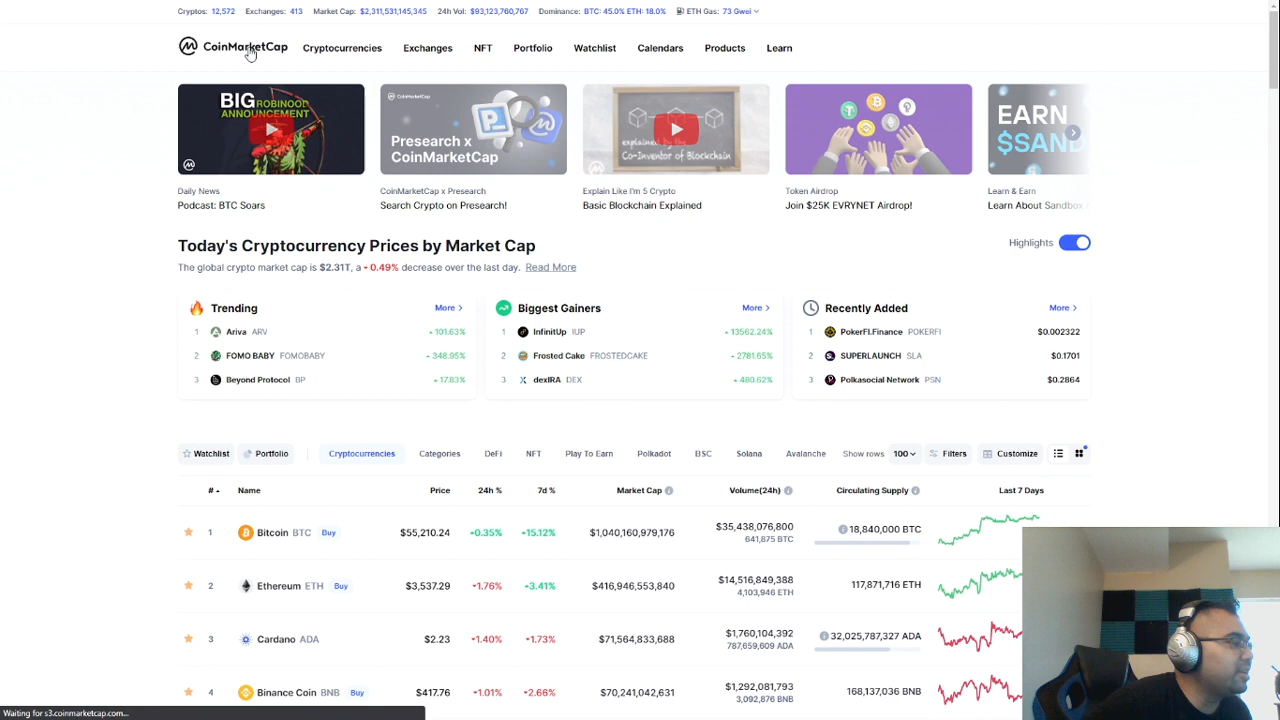 Cryptos: 12,572 Exchanges: 413 Market Cap: $2,311,531,145,345 24h Vol: $93,123,760,767 Dominance: BTC: 45.0% ETH: 18.0% ETH Gas: 73 Gwei
CoinMarketCap Cryptocurrencies Exchanges NFT Portfolio Watchlist Calendars Products Learn
BIG ROBINOOD
ANNOUNCEMENT
CoinMarketCap
Presearch x
CoinMarketCap
explained by the
Co-Inventor of Blockchain
EARN
$SAND
Daily News
Podcast: BTC Soars
CoinMarketCap x Presearch
Search Crypto on Presearch!
Explain Like I'm 5 Crypto
Basic Blockchain Explained
Token Airdrop
Join $25K EVRYNET Airdrop!
Learn & Earn
Learn About Sandbox
Today's Cryptocurrency Prices by Market Cap
Highlights
The global crypto market cap is $2.31T, a 0.49% decrease over the last day. Read More
Trending More
1 Ariva ARV 101.63%
2 FOMO BABY FOMOBABY 348.95%
3 Beyond Protocol BP 17.83%
Biggest Gainers More
1 InfinitUp IUP 13562.24%
2 Frosted Cake FROSTEDCAKE 2781.65%
3 dexIRA DEX 480.62%
Recently Added More
1 PokerFI.Finance POKERFI $0.002322
2 SUPERLAUNCH SLA $0.1701
3 Polkasocial Network PSN $0.2864
Watchlist Portfolio Cryptocurrencies Categories DeFi NFT Play To Earn Polkadot BSC Solana Avalanche Show rows 100 Filters Customize
# Name Price 24h % 7d % Market Cap Volume(24h) Circulating Supply Last 7 Days
1 Bitcoin BTC Buy $55,210.24 +0.35% +15.12% $1,040,160,979,176 $35,438,076,800 18,840,000 BTC
641,875 BTC
2 Ethereum ETH Buy $3,537.29 1.76% +3.41% $416,946,553,840 $14,516,849,388 117,871,716 ETH
4,103,946 ETH
3 Cardano ADA $2.23 1.40% 1.73% $71,564,833,688 $1,760,104,392 32,025,787,327 ADA
787,659,609 ADA
4 Binance Coin BNB Buy $417.76 1.01% 2.66% $70,241,042,631 $1,292,081,793 168,137,036 BNB
3,092,876 BNB
Waiting for s3.coinmarketcap.com...